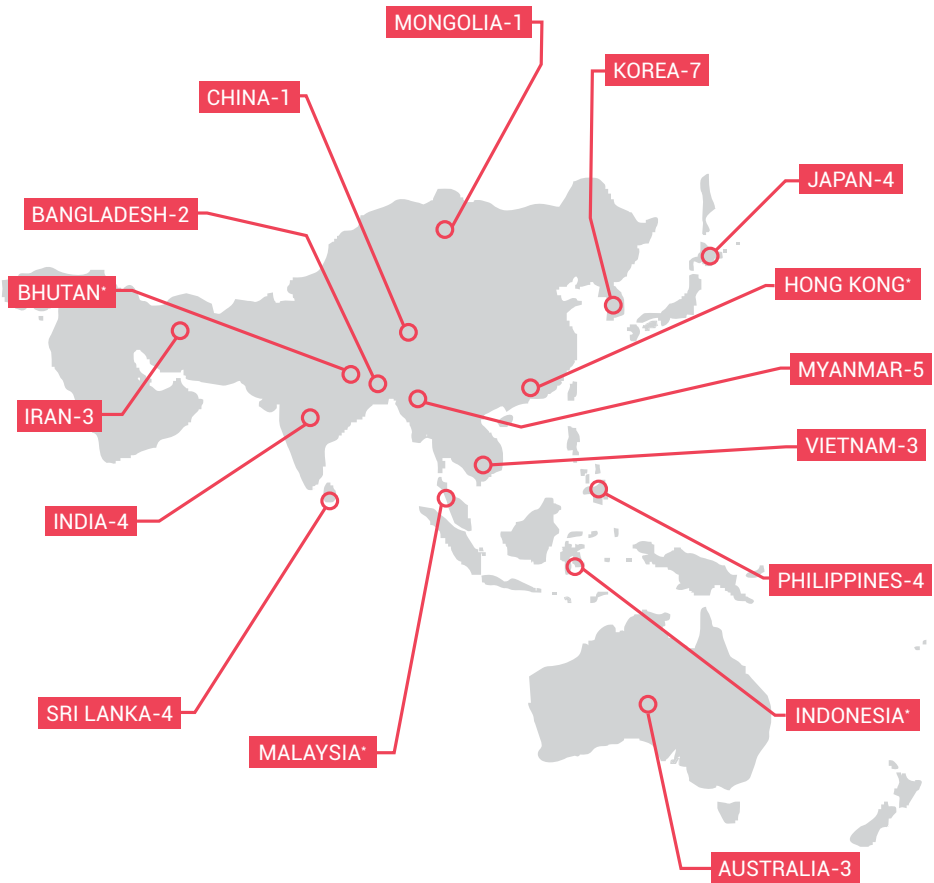 MONGOLIA-1
KOREA-7
CHINA-1
JAPAN-4
BANGLADESH-2
HONG KONG*
BHUTAN*
MYANMAR-5
IRAN-3
VIETNAM-3
INDIA-4
PHILIPPINES-4
SRI LANKA-4
INDONESIA*
MALAYSIA*
AUSTRALIA-3